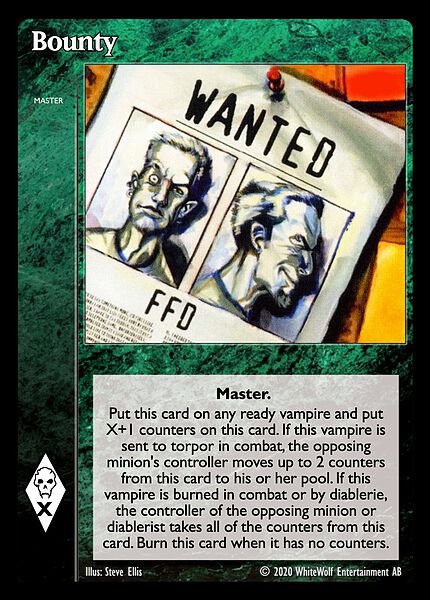 Bounty
MASTER
WANTED
FFD
Master.
Put this card on any ready vampire and put
X+1 counters on this card. If this vampire is
sent to torpor in combat, the opposing
minion's controller moves up to 2 counters
from this card to his or her pool. If this
vampire is burned in combat or by diablerie,
the controller of the opposing minion or
diablerist takes all of the counters from this
card. Burn this card when it has no counters.
X
Illus: Steve Ellis
© 2020 WhiteWolf Entertainment AB